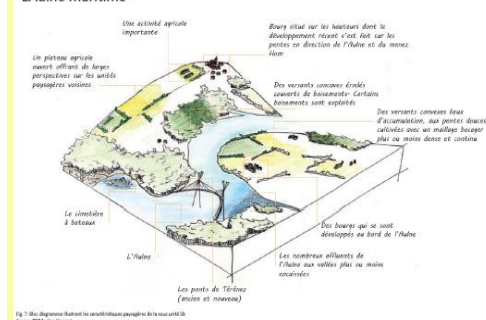 L'Aulne maritime
Une activité agricole
importante
Bourg situé sur les hauteurs dont le
développement récent s'est fait sur les
pentes en direction de l'Aulne et du menez
Hom
Un plateau agricole
ouvert offrant de larges
perspectives sur les unités
paysagères voisines
Des versants concaves érodés
couverts de boisements- Certains
boisements sont exploités
Des versants convexes lieux
d'accumulation, aux pentes douces
cultivées avec un maillage bocager
plus ou moins dense et continu
Le cimetière
à bateaux
L'Aulne
Les ponts de Térénez
(ancien et nouveau)
Des bourgs qui se sont
développés au bord de l'Aulne
Les nombreux affluents de
l'Aulne aux vallées plus ou moins
encaissées
Fig. 7: Bloc diagramme illustrant les caractéristiques paysagères de la sous unité 5b